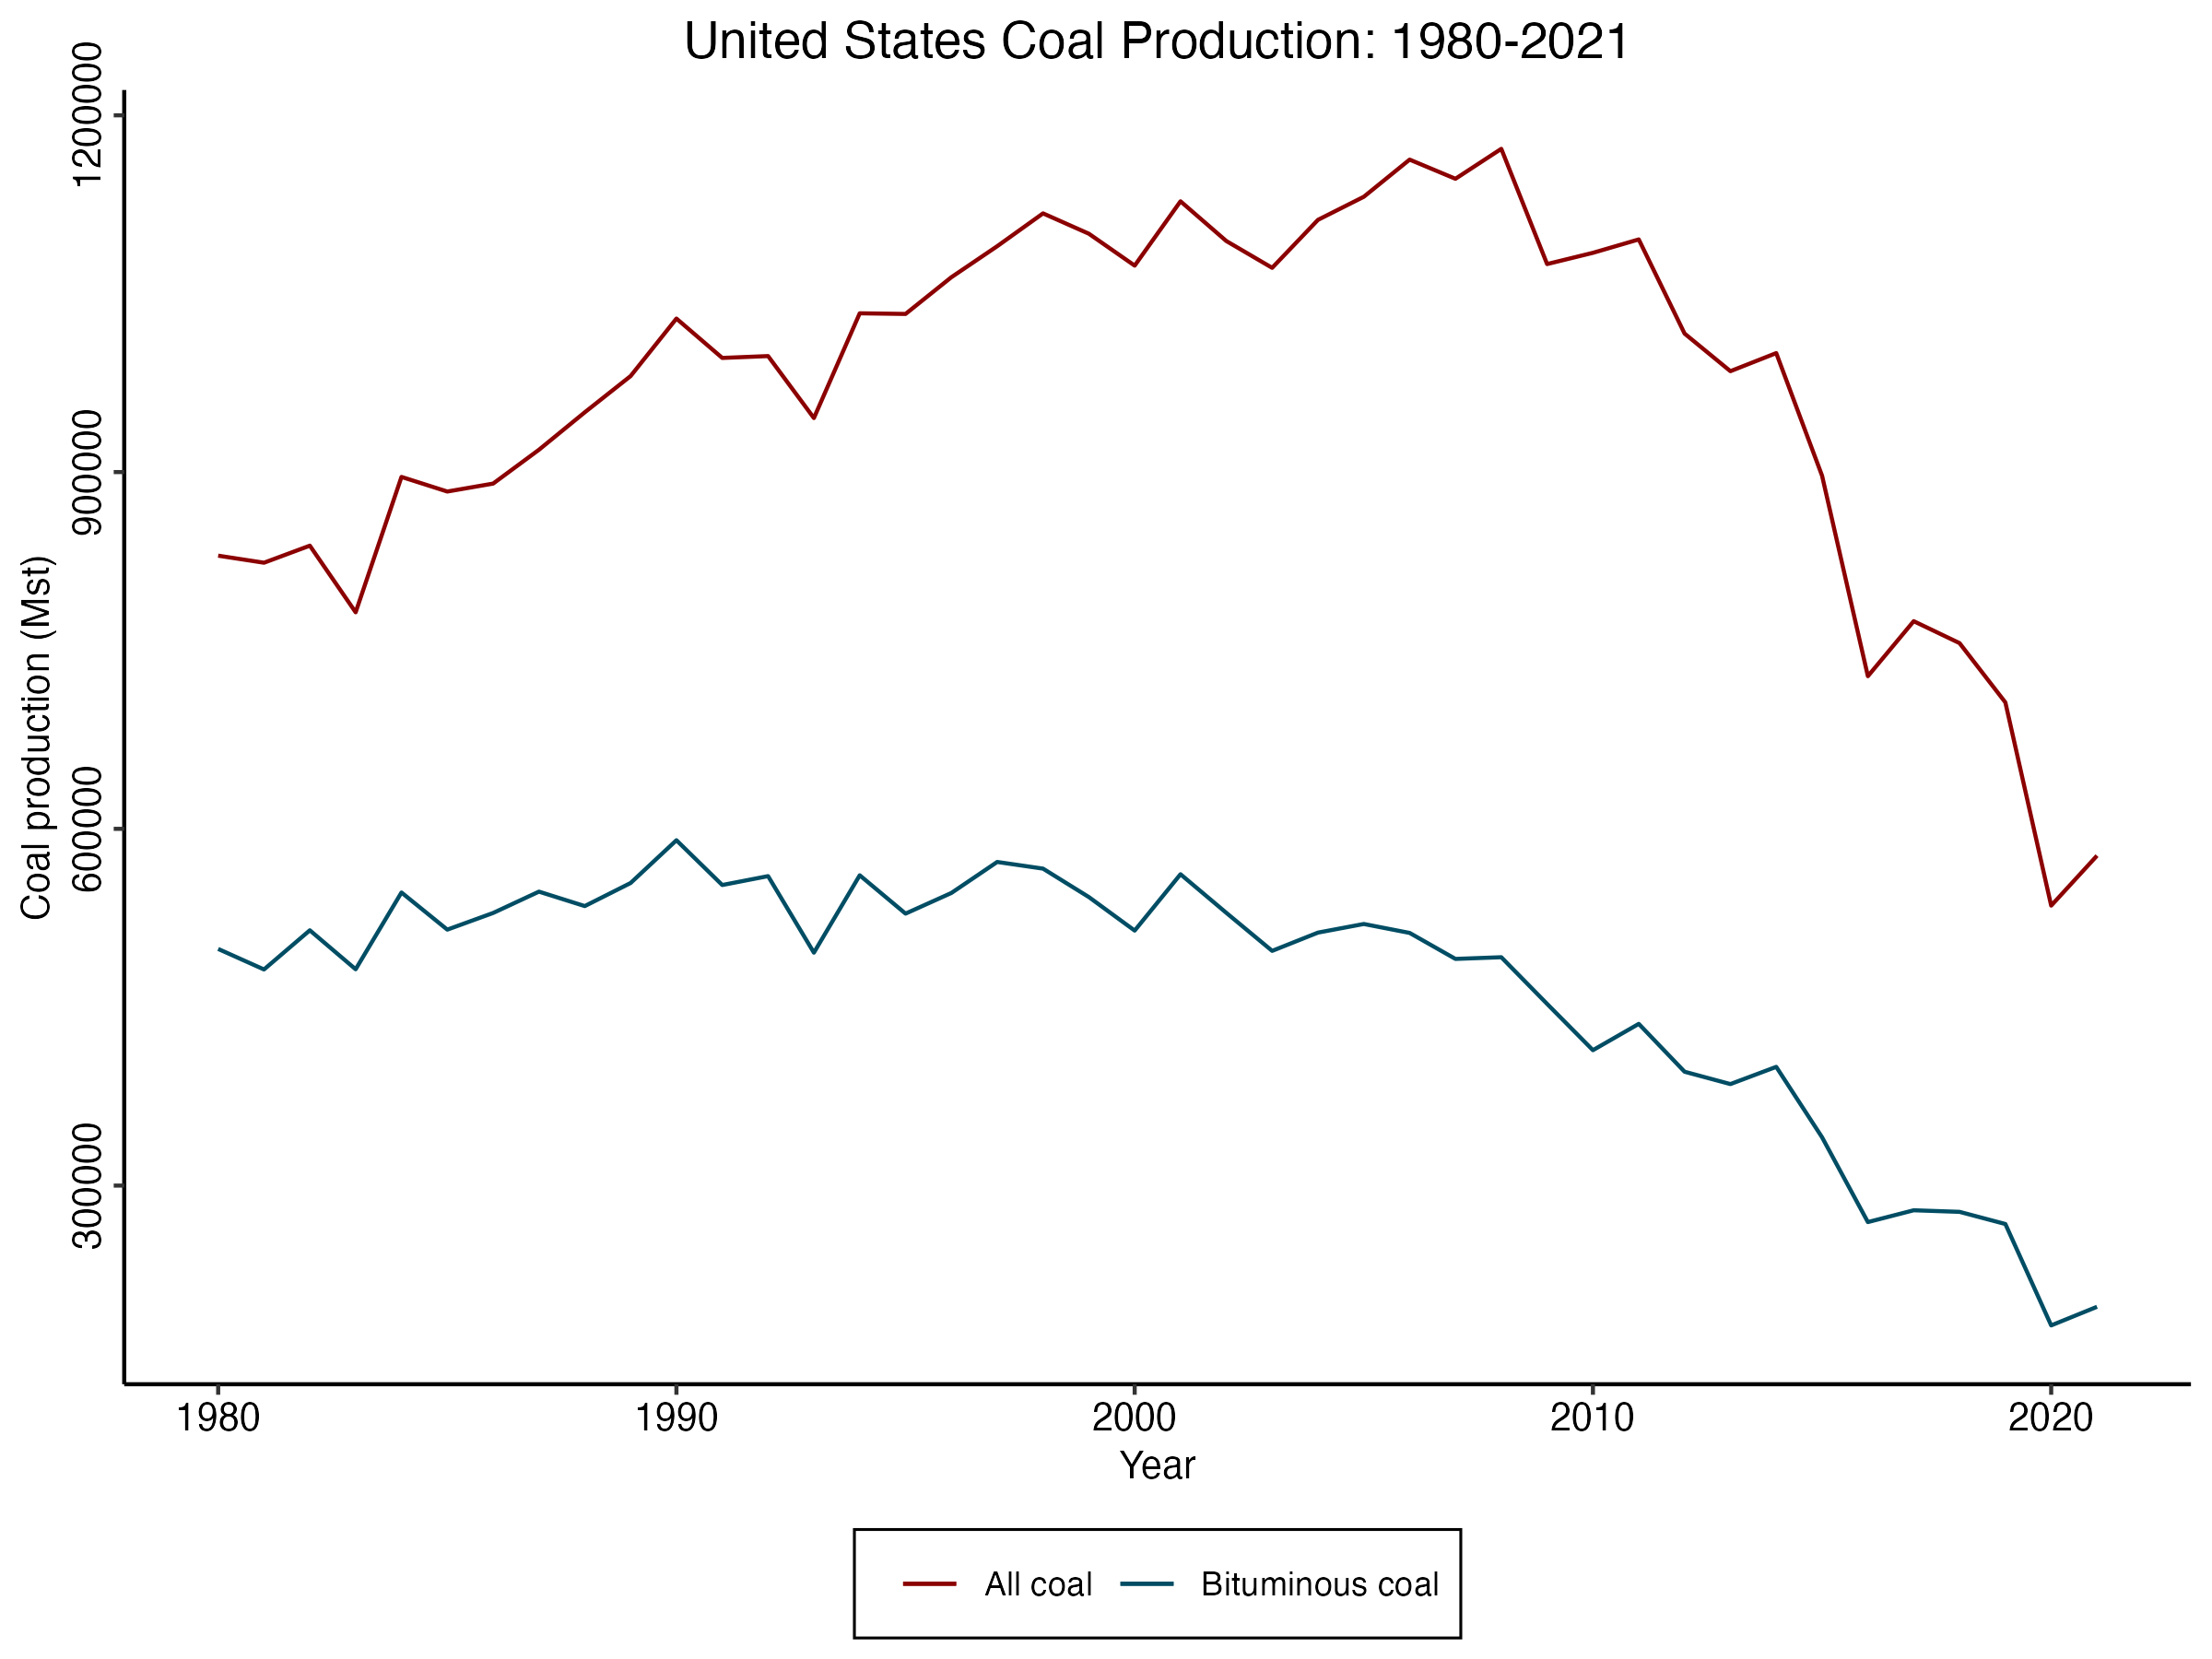 United States Coal Production: 1980-2021
Coal production (Mst)
1200000
900000
600000
300000
1980 1990 2000 2010 2020
Year
All coal Bituminous coal